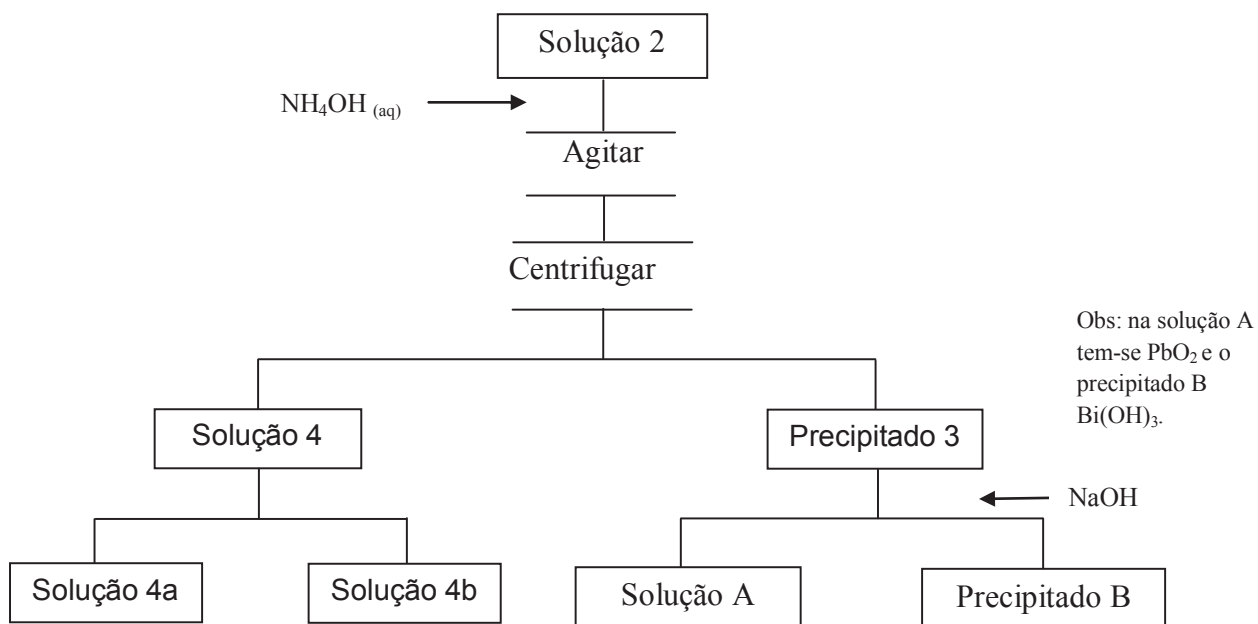 Solução 2
NH₄OH (aq)
Agitar
Centrifugar
Obs: na solução A
tem-se PbO₂ e o
precipitado B
Bi(OH)₃.
Solução 4
Precipitado 3
NaOH
Solução 4a
Solução 4b
Solução A
Precipitado B